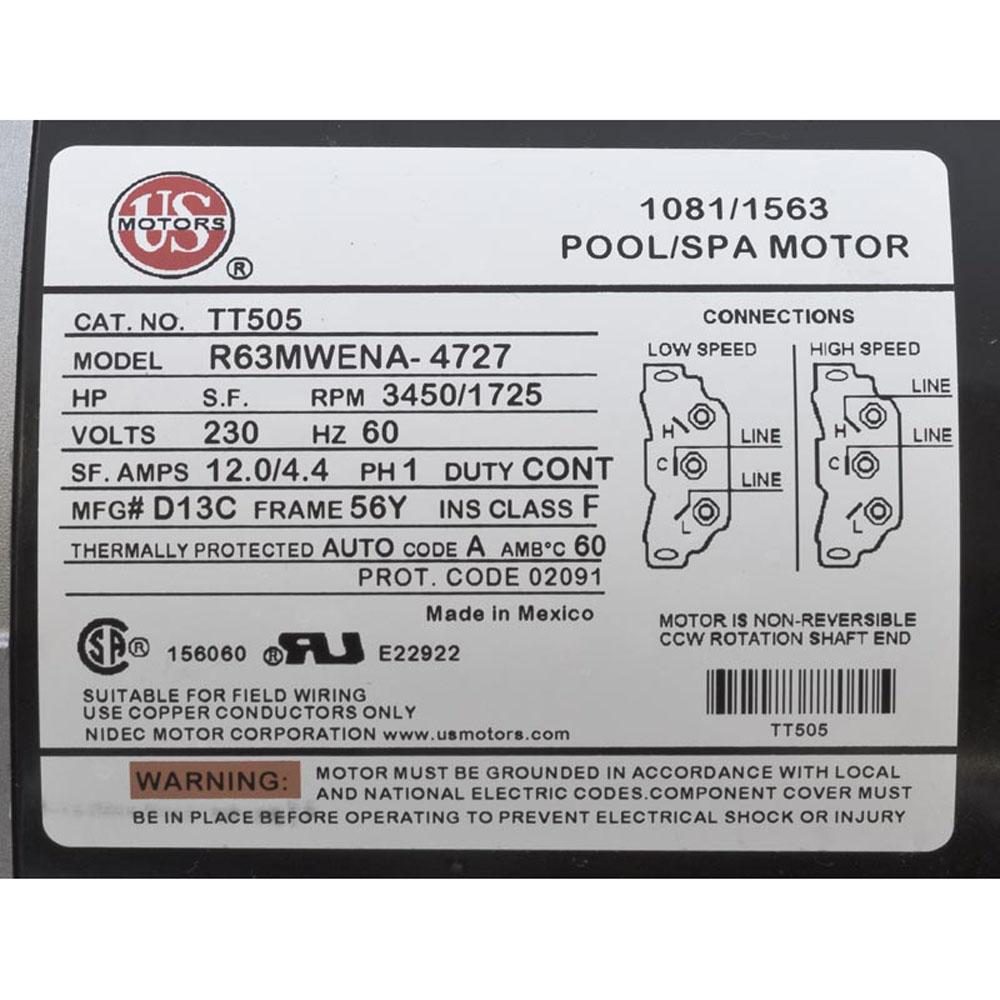 US
MOTORS
®
1081/1563
POOL/SPA MOTOR
CAT. NO. TT505
MODEL R63MWENA-4727
HP S.F. RPM 3450/1725
VOLTS 230 HZ 60
SF. AMPS 12.0/4.4 PH 1 DUTY CONT
MFG# D13C FRAME 56Y INS CLASS F
THERMALLY PROTECTED AUTO CODE A AMB°C 60
PROT. CODE 02091
Made in Mexico
SA® 156060 ®RU E22922
SUITABLE FOR FIELD WIRING
USE COPPER CONDUCTORS ONLY
NIDEC MOTOR CORPORATION www.usmotors.com
CONNECTIONS
LOW SPEED
H
LINE
C
LINE
L
HIGH SPEED
LINE
H
LINE
C
L
MOTOR IS NON-REVERSIBLE
CCW ROTATION SHAFT END
TT505
WARNING: MOTOR MUST BE GROUNDED IN ACCORDANCE WITH LOCAL
AND NATIONAL ELECTRIC CODES.COMPONENT COVER MUST
BE IN PLACE BEFORE OPERATING TO PREVENT ELECTRICAL SHOCK OR INJURY